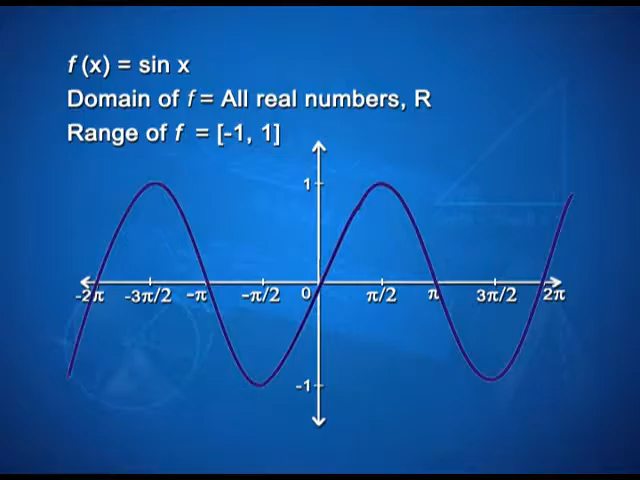 f (x) = sin x
Domain of f = All real numbers, R
Range of f = [-1, 1]
1
-2π -3π/2 -π -π/2 0 π/2 π 3π/2 2π
-1